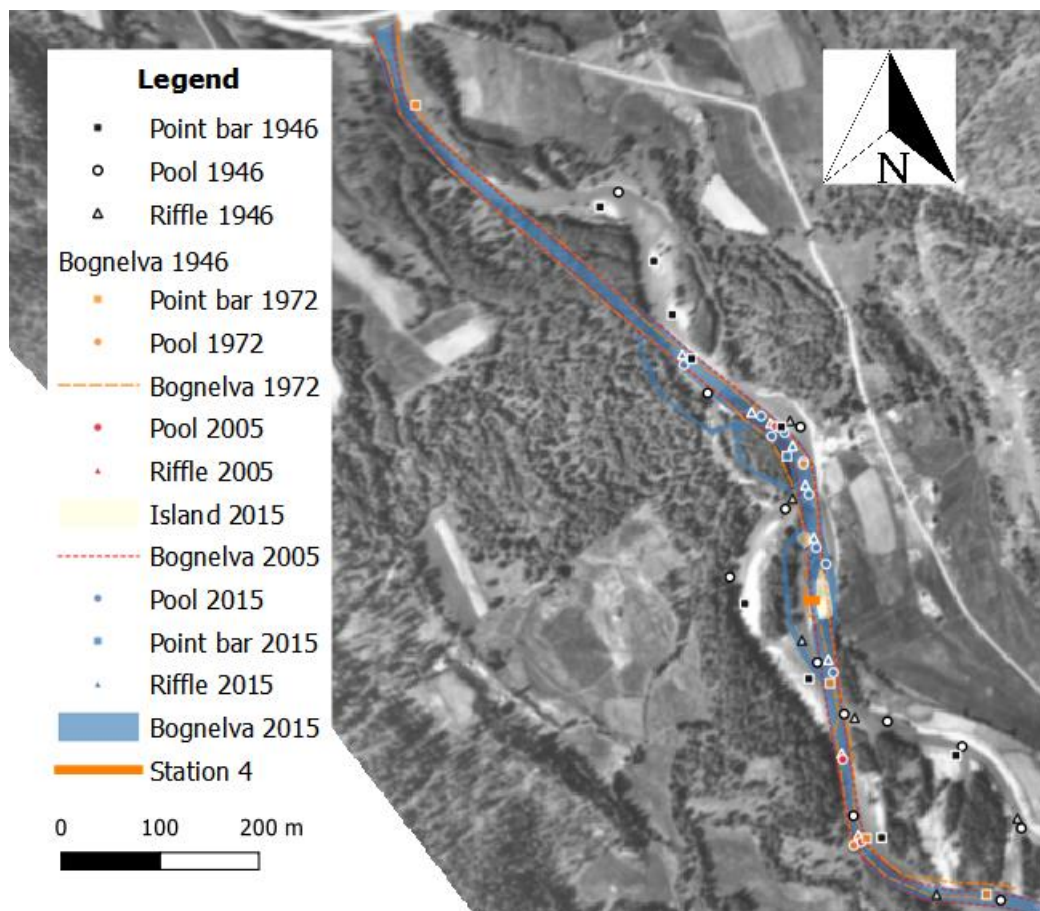 Legend
Point bar 1946
Pool 1946
Riffle 1946
Bognelva 1946
Point bar 1972
Pool 1972
Bognelva 1972
Pool 2005
Riffle 2005
Island 2015
Bognelva 2005
Pool 2015
Point bar 2015
Riffle 2015
Bognelva 2015
Station 4
0 100 200 m
N